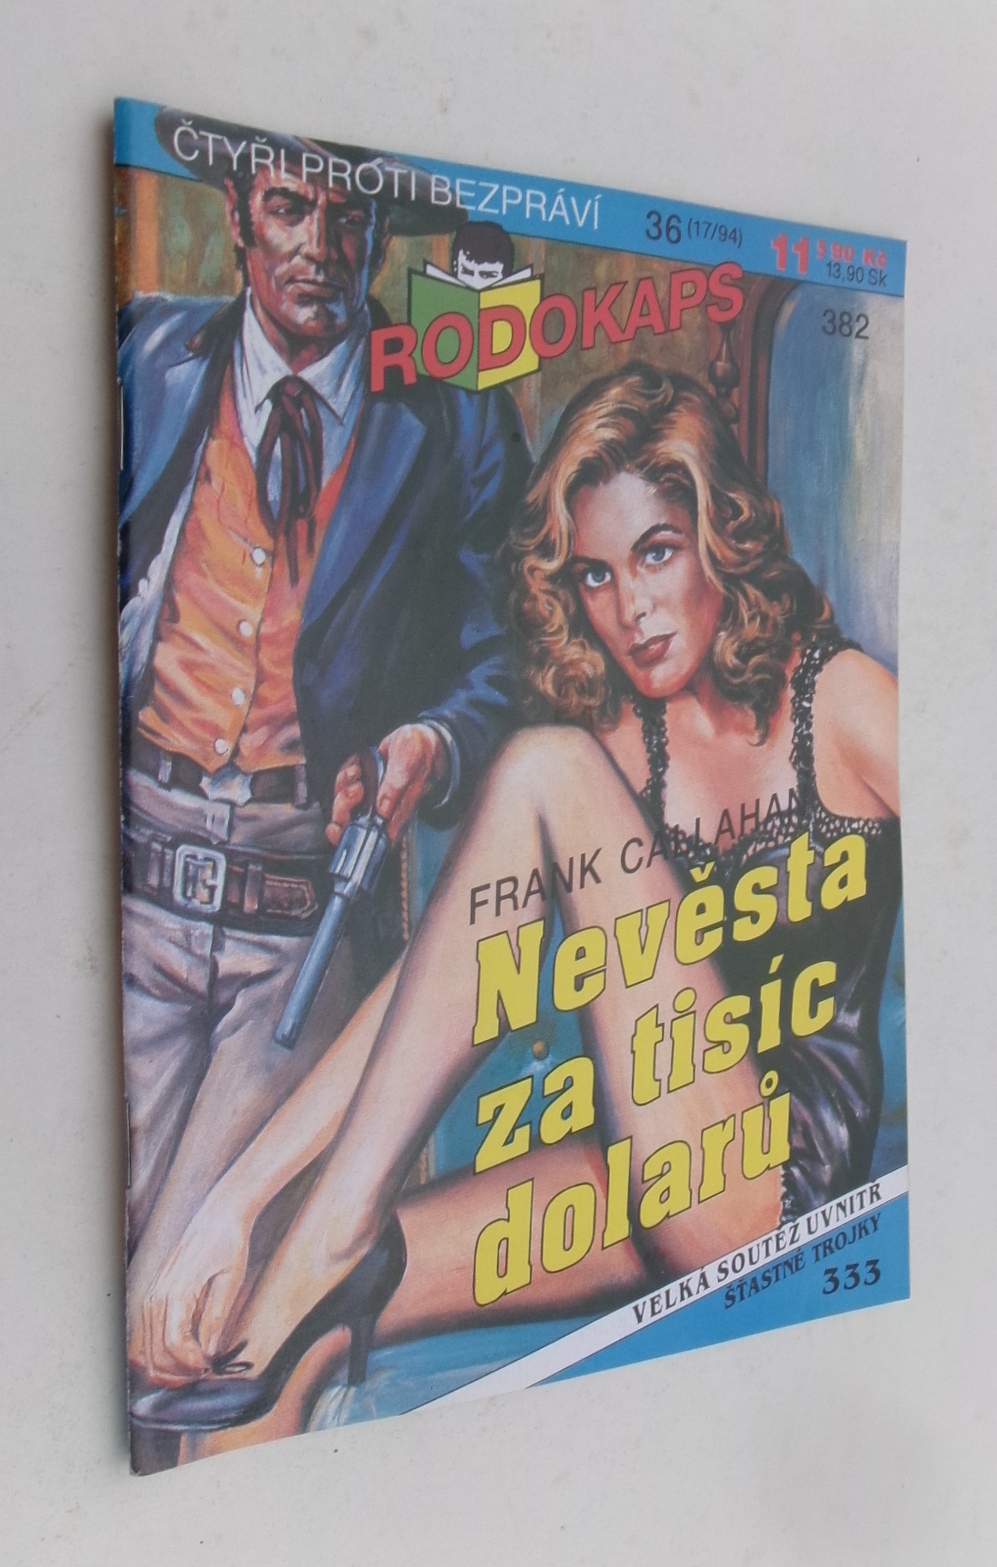 ČTYŘI PROTI BEZPRÁVÍ
36 (17/94)
11,90 Kč
13,90 Sk
382
RODOKAPS
FRANK CALLAHAN
Nevěsta
za tisíc
dolarů
VELKÁ SOUTĚŽ UVNITŘ
ŠŤASTNÉ TROJKY
333